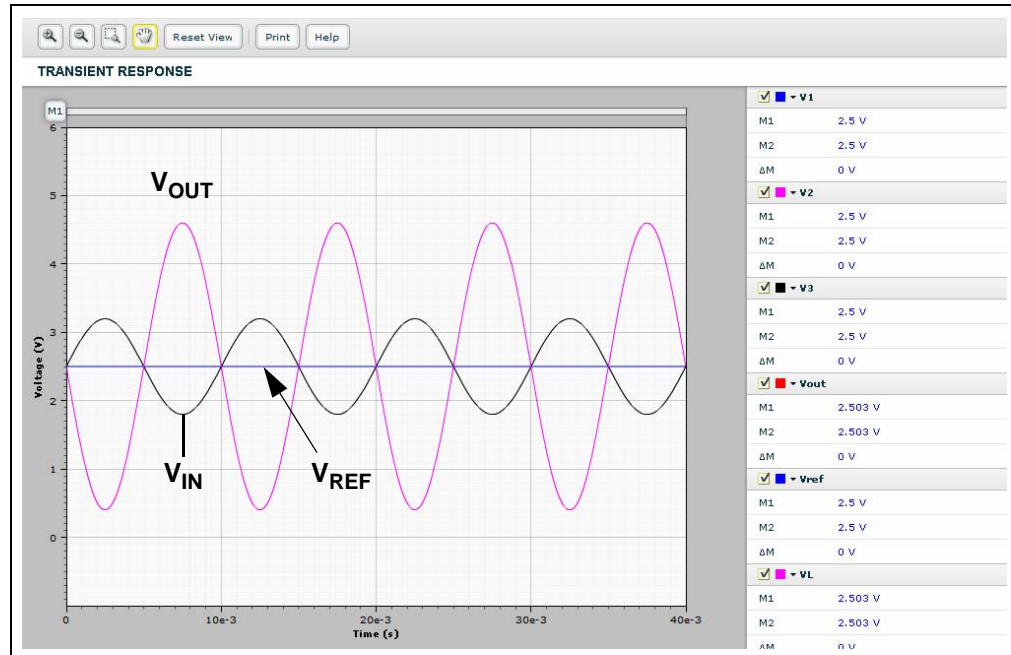 Reset View
Print
Help
TRANSIENT RESPONSE
M1
6
5
4
3
2
1
0
Voltage (V)
VOUT
VIN
VREF
0
10e-3
20e-3
30e-3
40e-3
Time (s)
V1
M1 2.5 V
M2 2.5 V
ΔM 0 V
V2
M1 2.5 V
M2 2.5 V
ΔM 0 V
V3
M1 2.5 V
M2 2.5 V
ΔM 0 V
Vout
M1 2.503 V
M2 2.503 V
ΔM 0 V
Vref
M1 2.5 V
M2 2.5 V
ΔM 0 V
VL
M1 2.503 V
M2 2.503 V
ΔM 0 V